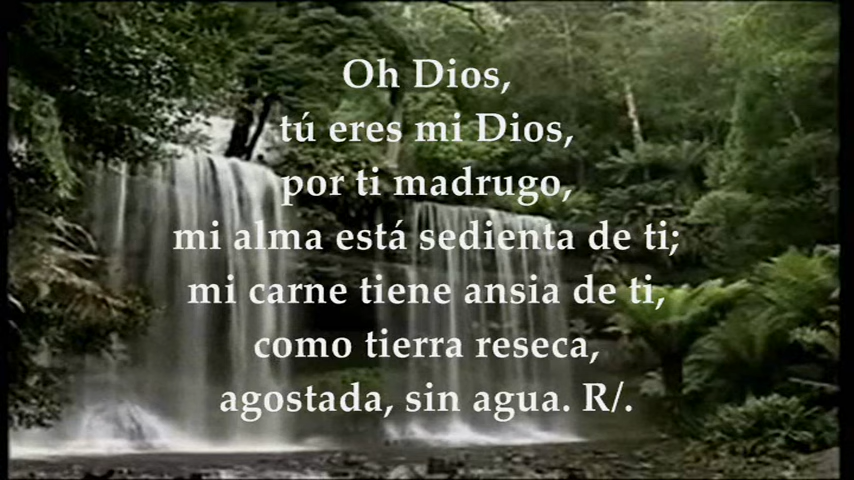 Oh Dios,
tú eres mi Dios,
por ti madrugo,
mi alma está sedienta de ti;
mi carne tiene ansia de ti,
como tierra reseca,
agostada, sin agua. R/.